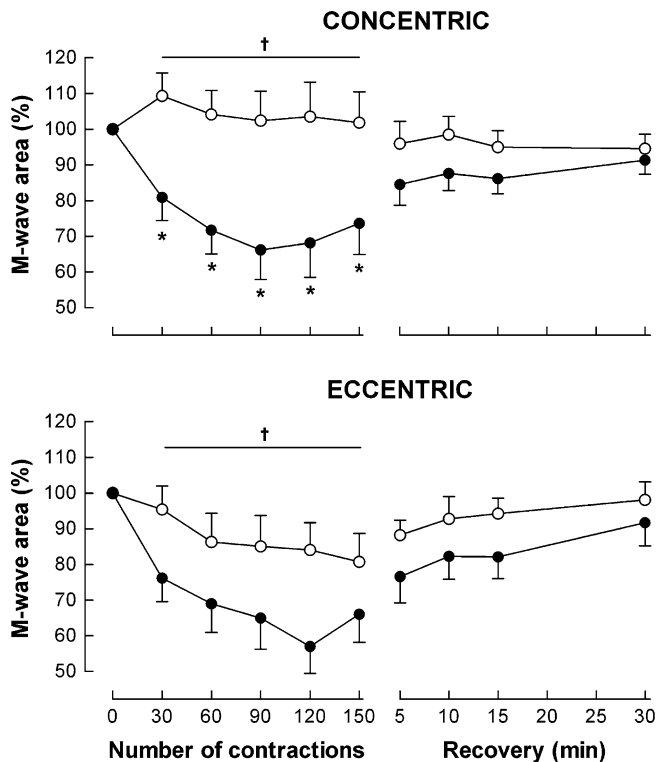 CONCENTRIC
†
120
110
100
90
80
70
60
50
M-wave area (%)
* * * * *
ECCENTRIC
†
120
110
100
90
80
70
60
50
M-wave area (%)
0 30 60 90 120 150 5 10 15 20 25 30
Number of contractions Recovery (min)